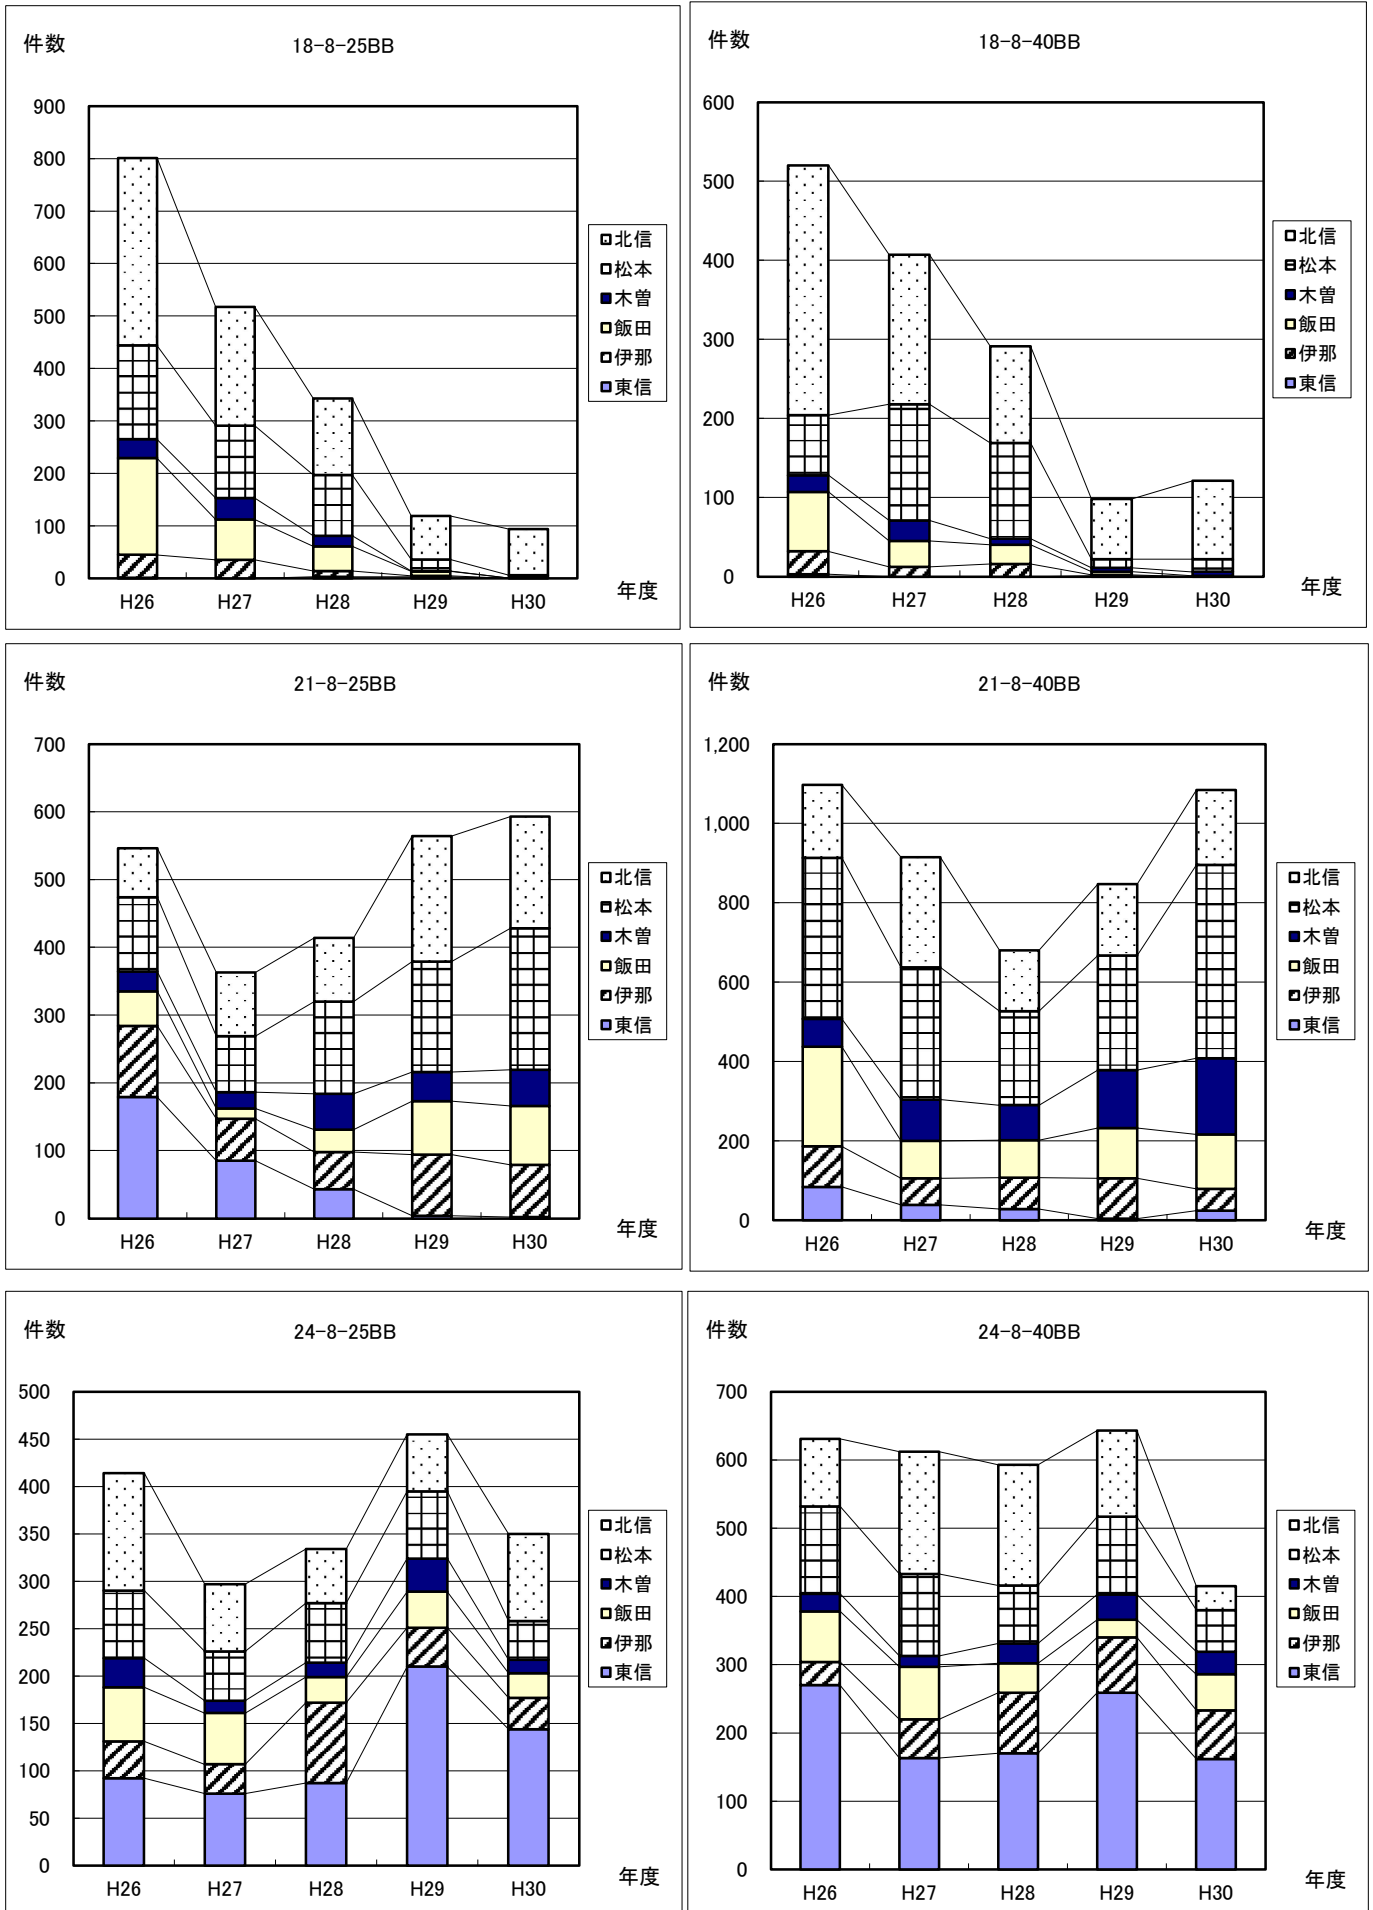 件数
18-8-25BB
900
800
700
600
500
400
300
200
100
0
H26 H27 H28 H29 H30
年度
北信
松本
木曽
飯田
伊那
東信
件数
18-8-40BB
600
500
400
300
200
100
0
H26 H27 H28 H29 H30
年度
北信
松本
木曽
飯田
伊那
東信
件数
21-8-25BB
700
600
500
400
300
200
100
0
H26 H27 H28 H29 H30
年度
北信
松本
木曽
飯田
伊那
東信
件数
21-8-40BB
1,200
1,000
800
600
400
200
0
H26 H27 H28 H29 H30
年度
北信
松本
木曽
飯田
伊那
東信
件数
24-8-25BB
500
450
400
350
300
250
200
150
100
50
0
H26 H27 H28 H29 H30
年度
北信
松本
木曽
飯田
伊那
東信
件数
24-8-40BB
700
600
500
400
300
200
100
0
H26 H27 H28 H29 H30
年度
北信
松本
木曽
飯田
伊那
東信